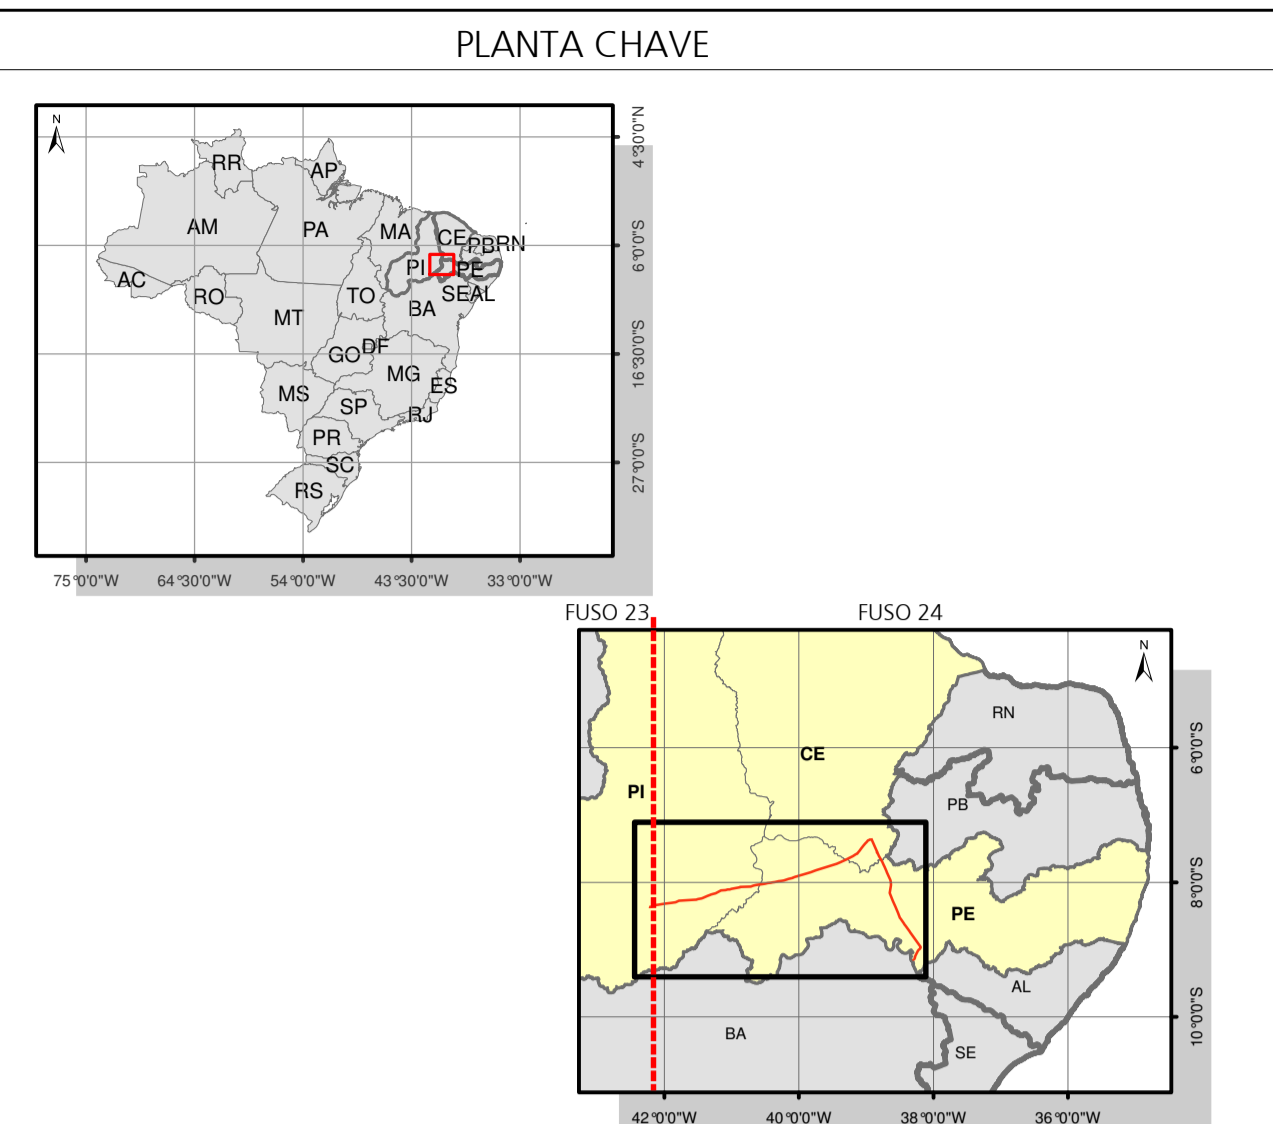 PLANTA CHAVE
N
RR
AP
AM
PA
MA
CE
PB
RN
PI
PE
AC
RO
TO
SE
AL
MT
BA
GO
DF
MG
ES
MS
SP
RJ
PR
SC
RS
4°30'0"N
6°0'0"S
16°30'0"S
27°0'0"S
75°0'0"W 64°30'0"W 54°0'0"W 43°30'0"W 33°0'0"W
FUSO 23 FUSO 24
N
RN
CE
PI
PB
PE
AL
BA
SE
6°0'0"S
8°0'0"S
10°0'0"S
42°0'0"W 40°0'0"W 38°0'0"W 36°0'0"W